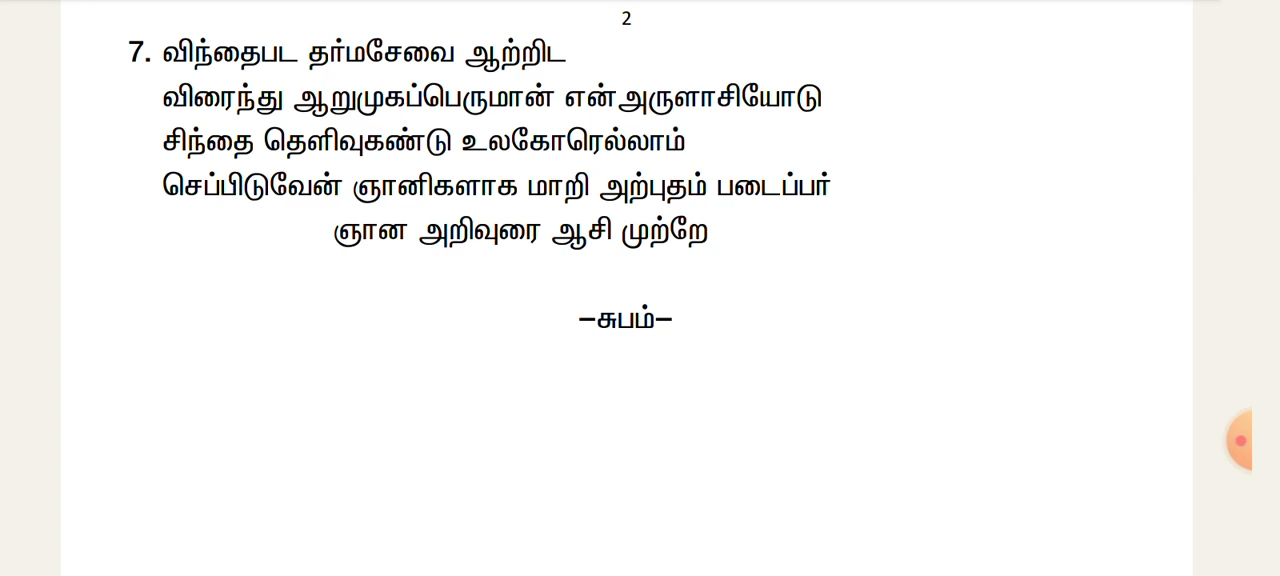 2
7. விந்தைபட தர்மசேவை ஆற்றிட
விரைந்து ஆறுமுகப்பெருமான் என்அருளாசியோடு
சிந்தை தெளிவுகண்டு உலகோரெல்லாம்
செப்பிடுவேன் ஞானிகளாக மாறி அற்புதம் படைப்பர்
ஞான அறிவுரை ஆசி முற்றே
–சுபம்–